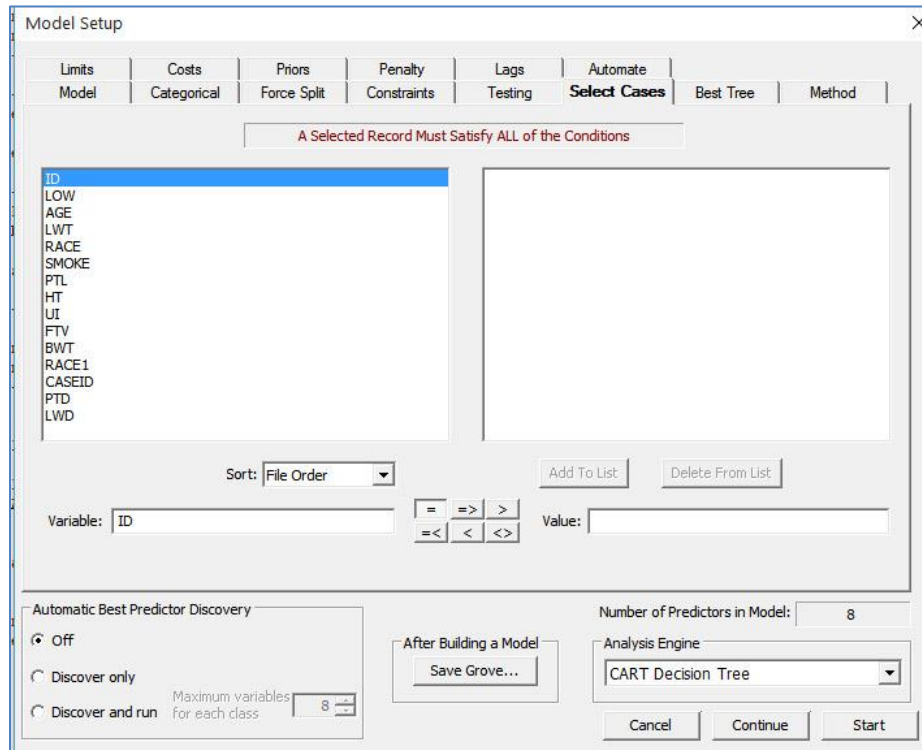 Model Setup
Limits Costs Priors Penalty Lags Automate
Model Categorical Force Split Constraints Testing Select Cases Best Tree Method
A Selected Record Must Satisfy ALL of the Conditions
ID
LOW
AGE
LWT
RACE
SMOKE
PTL
HT
UI
FTV
BWT
RACE1
CASEID
PTD
LWD
Sort: File Order
Add To List Delete From List
Variable: ID
= => >
=< < <>
Value:
Automatic Best Predictor Discovery
Off
Discover only
Discover and run
Maximum variables
for each class
8
After Building a Model
Save Grove...
Number of Predictors in Model: 8
Analysis Engine
CART Decision Tree
Cancel Continue Start